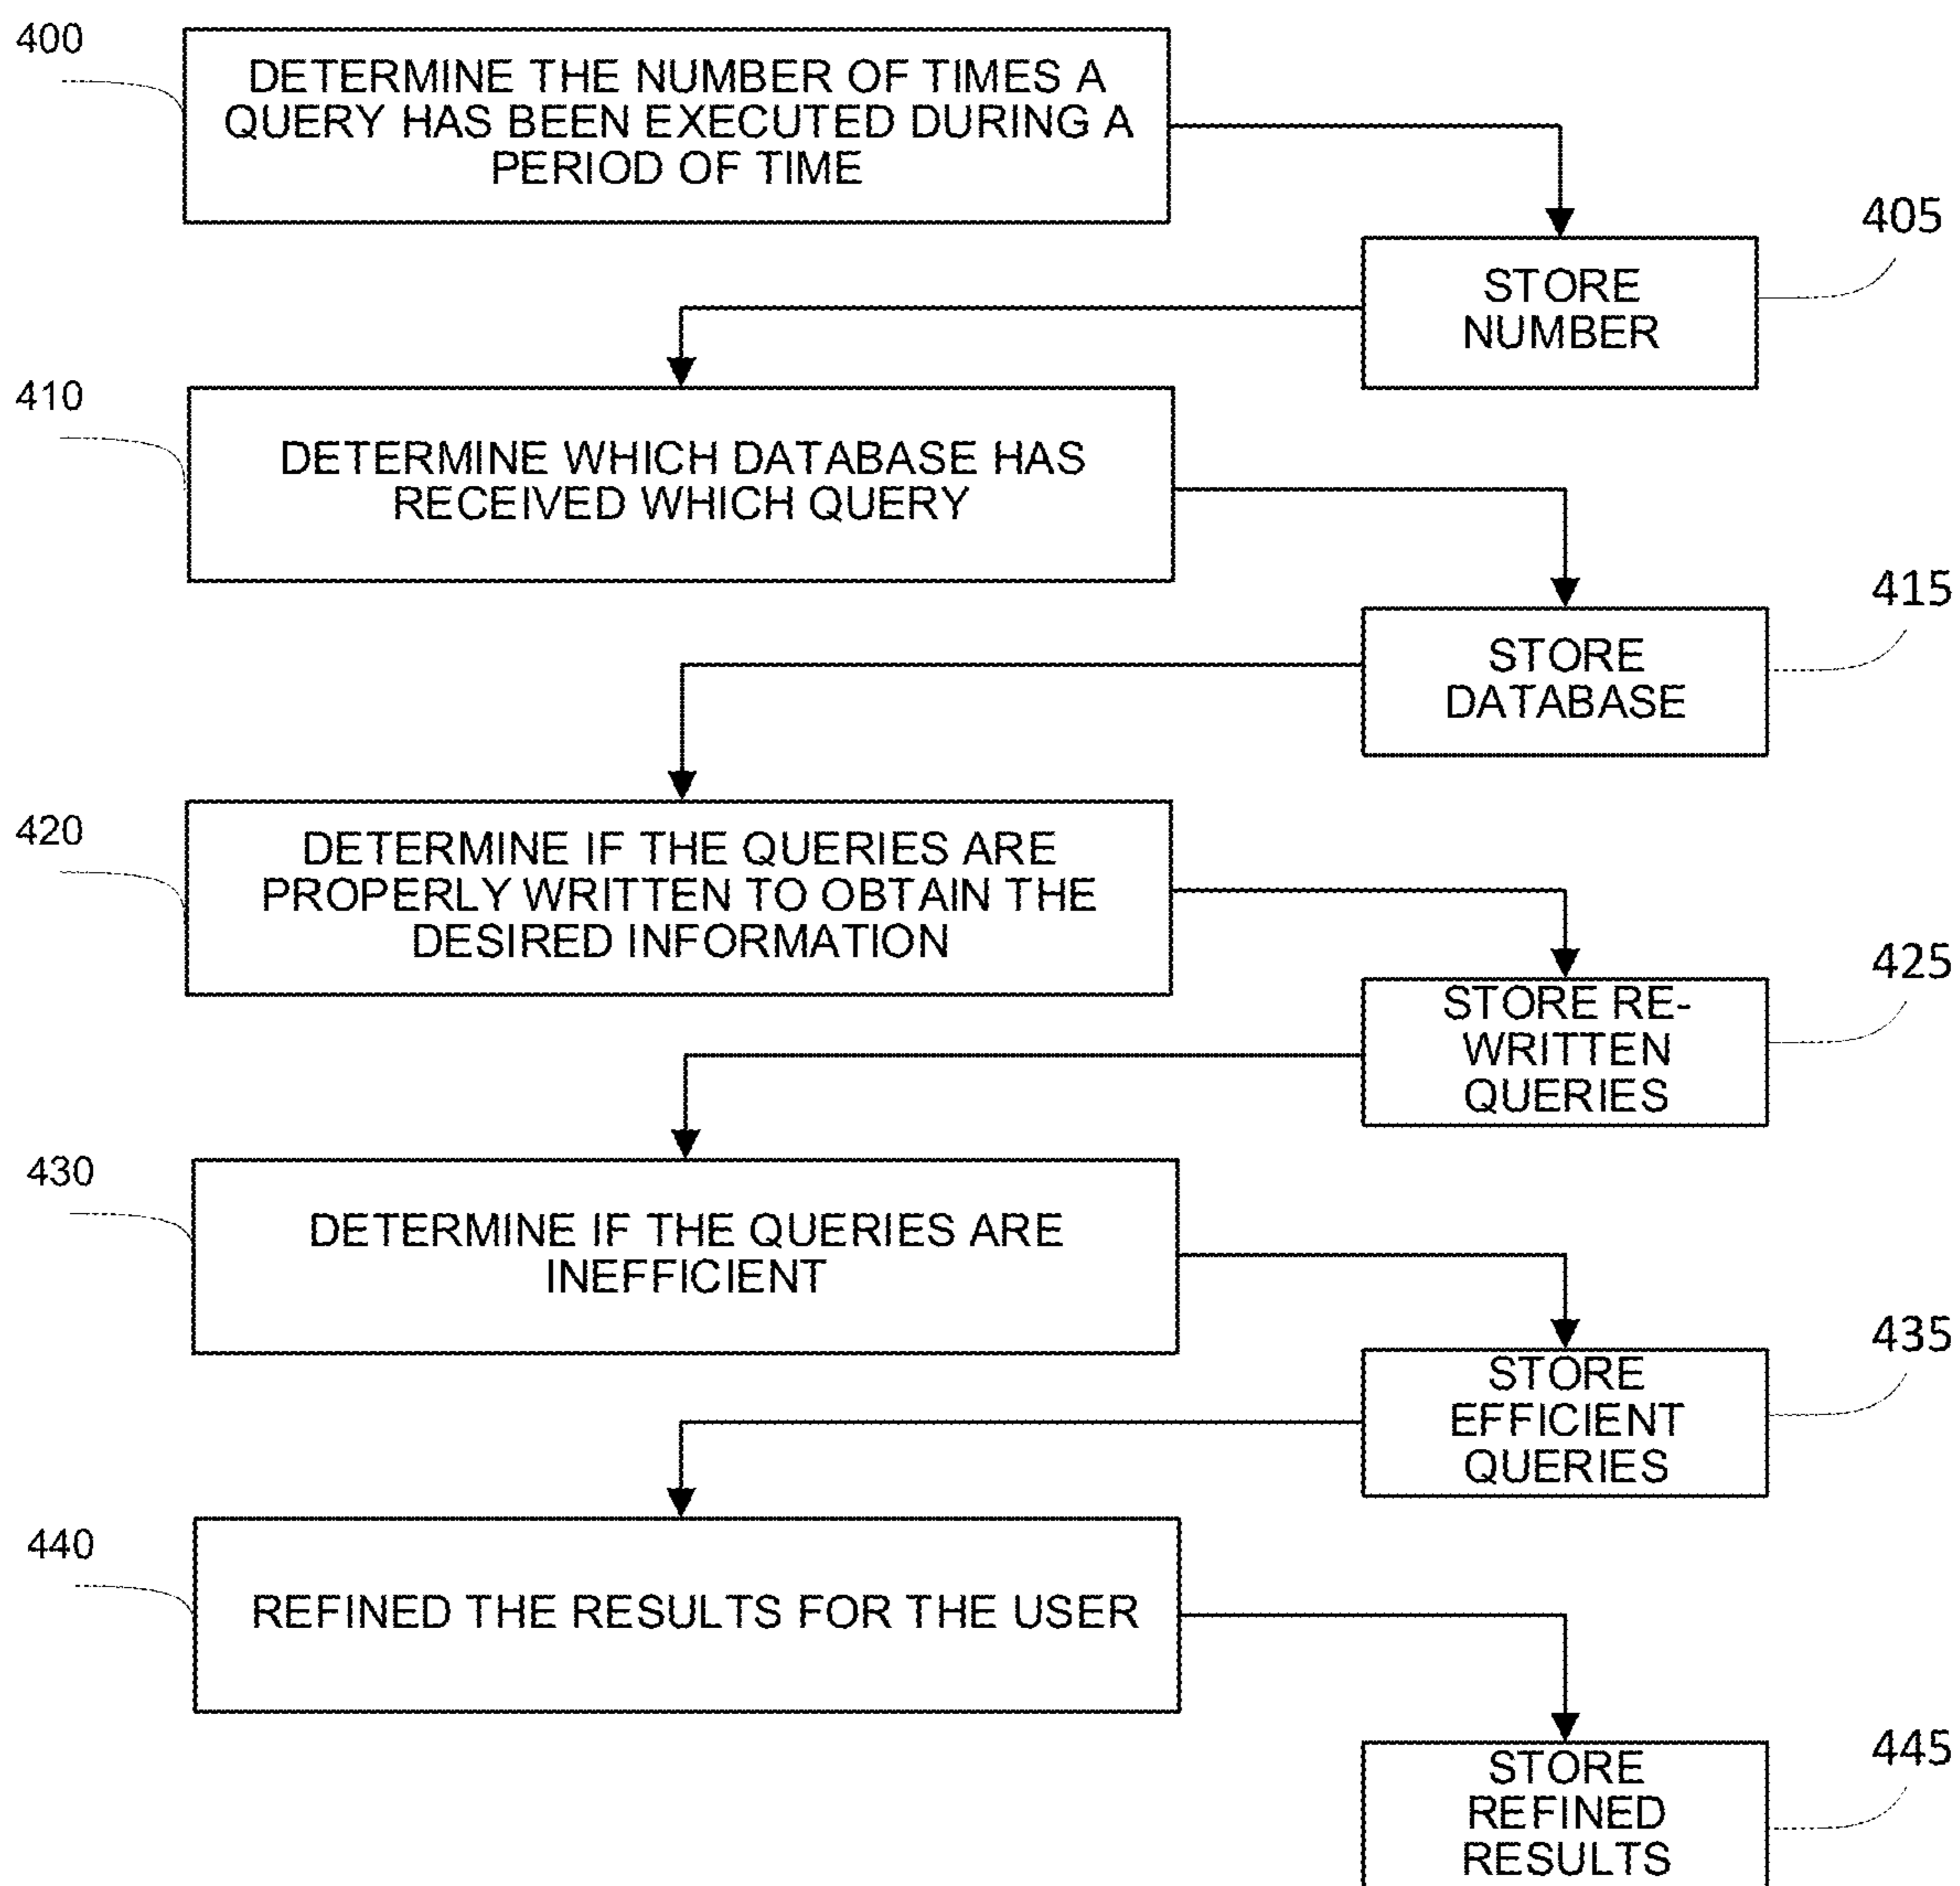 400
DETERMINE THE NUMBER OF TIMES A
QUERY HAS BEEN EXECUTED DURING A
PERIOD OF TIME
405
STORE
NUMBER
410
DETERMINE WHICH DATABASE HAS
RECEIVED WHICH QUERY
415
STORE
DATABASE
420
DETERMINE IF THE QUERIES ARE
PROPERLY WRITTEN TO OBTAIN THE
DESIRED INFORMATION
425
STORE RE-
WRITTEN
QUERIES
430
DETERMINE IF THE QUERIES ARE
INEFFICIENT
435
STORE
EFFICIENT
QUERIES
440
REFINED THE RESULTS FOR THE USER
445
STORE
REFINED
RESULTS